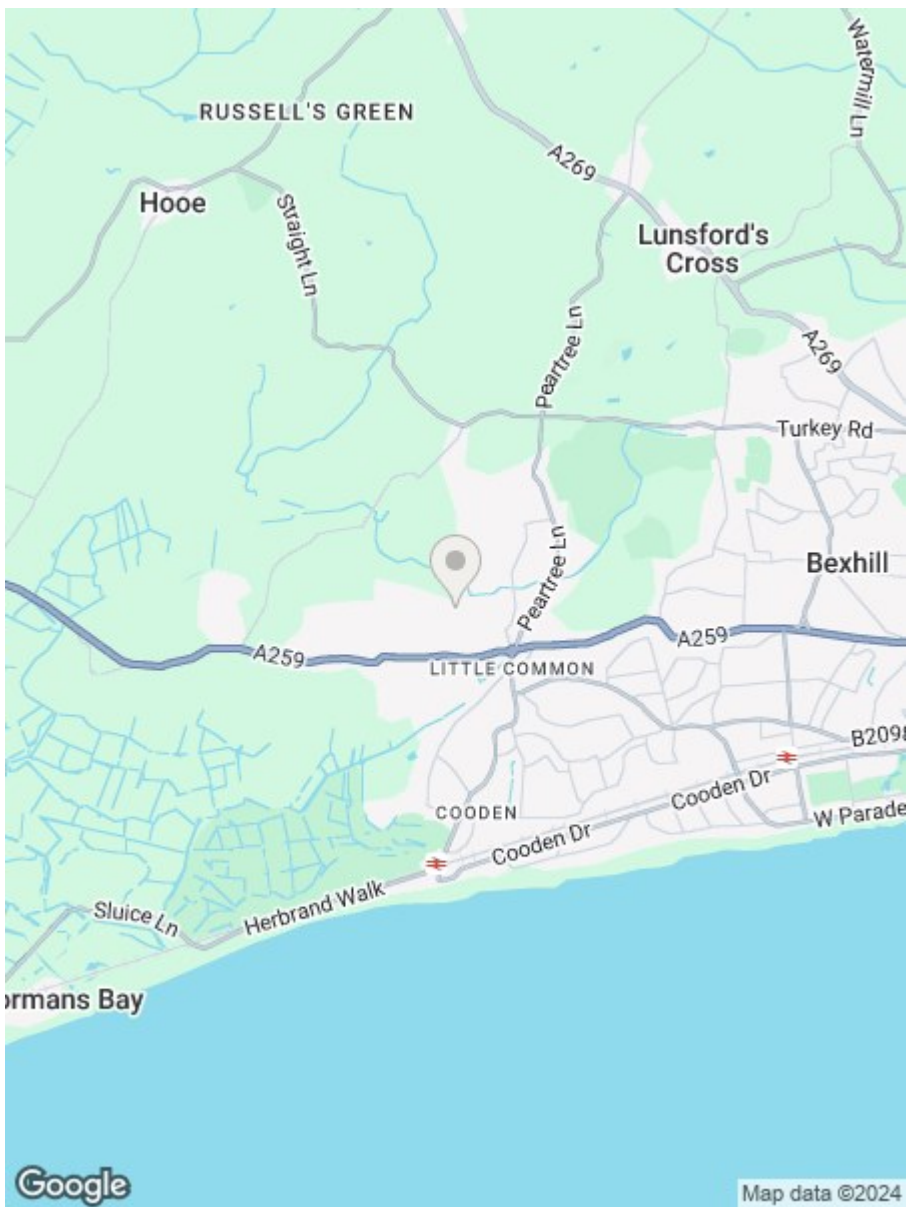 Watermill Ln
RUSSELL'S GREEN
A269
Hooe
Straight Ln
Lunsford's
Cross
Peartree Ln
A269
Turkey Rd
Peartree Ln
Bexhill
A259
A259
LITTLE COMMON
B2098
COODEN
Cooden Dr
Cooden Dr
W Parade
Herbrand Walk
Sluice Ln
ormans Bay
Google
Map data ©2024